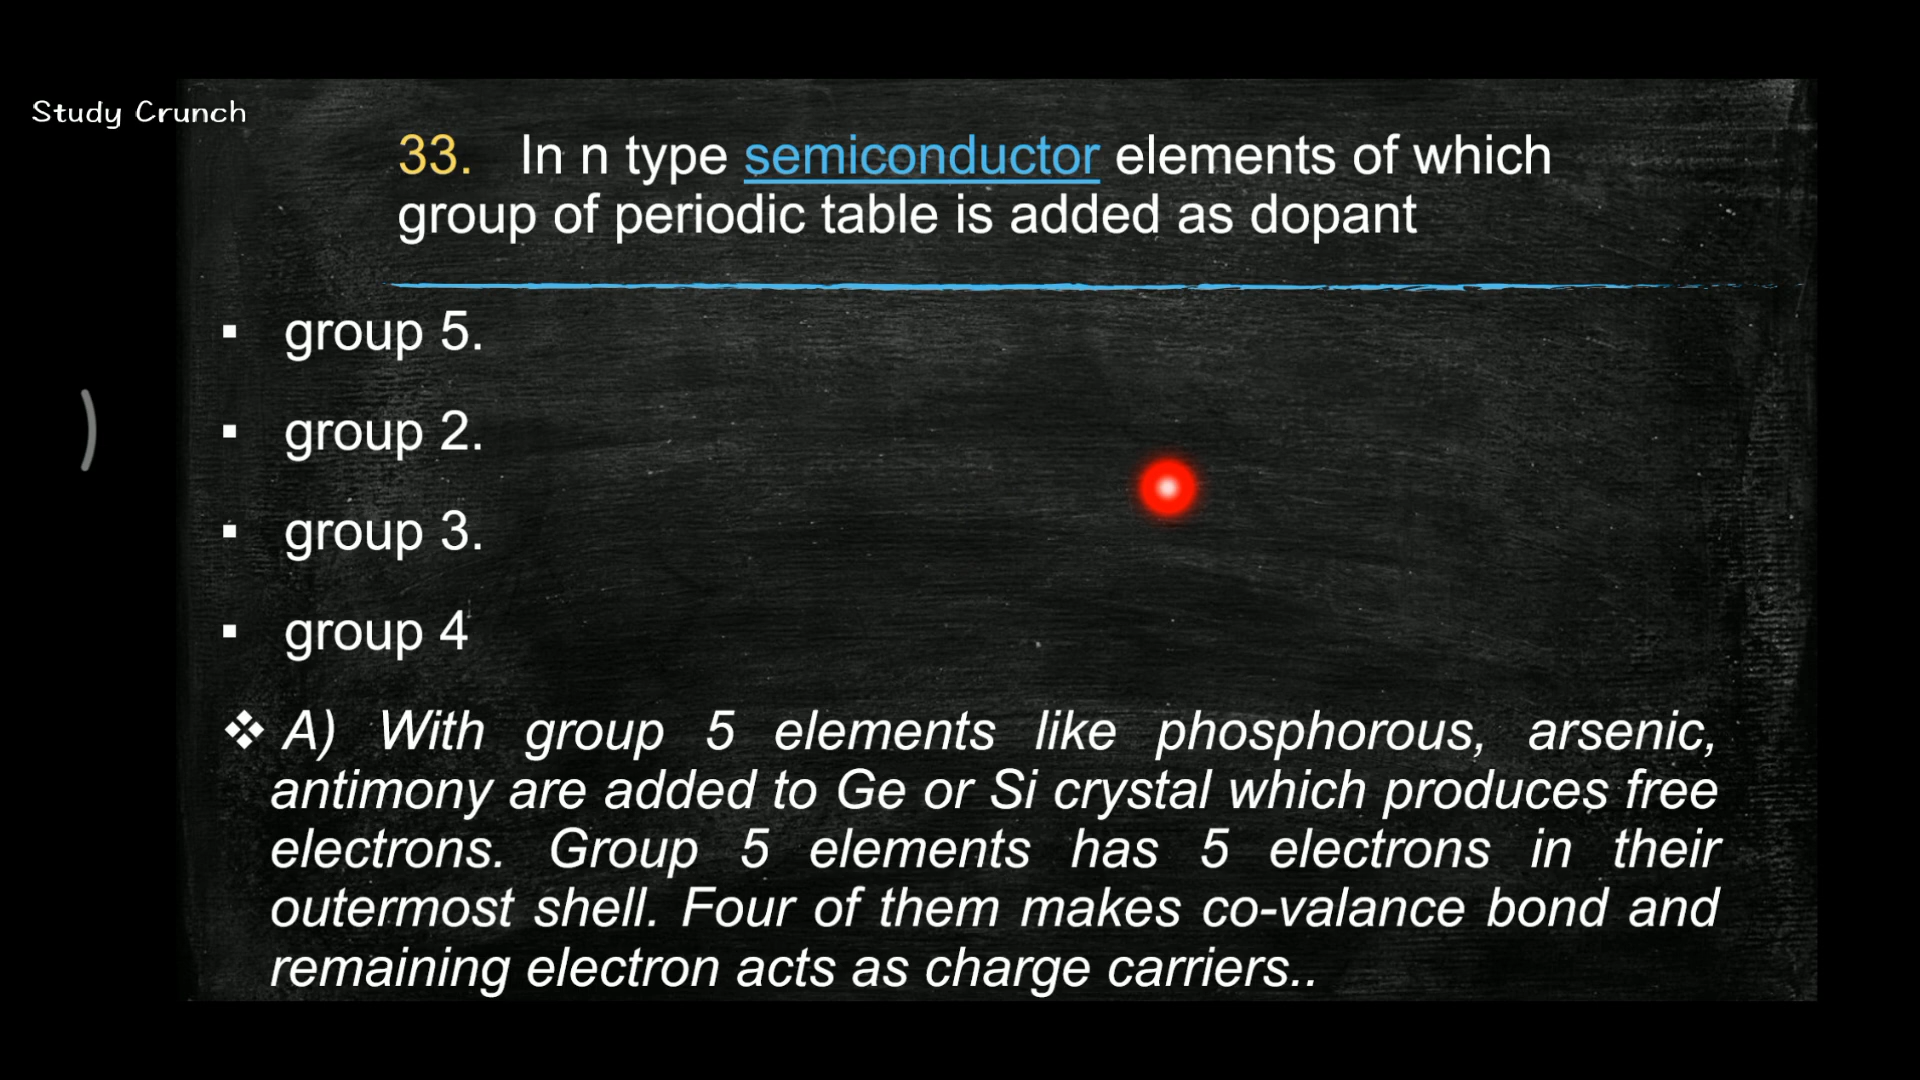 Study Crunch
33. In n type semiconductor elements of which
group of periodic table is added as dopant
▪ group 5.
▪ group 2.
▪ group 3.
▪ group 4
❖ A) With group 5 elements like phosphorous, arsenic,
antimony are added to Ge or Si crystal which produces free
electrons. Group 5 elements has 5 electrons in their
outermost shell. Four of them makes co-valance bond and
remaining electron acts as charge carriers..